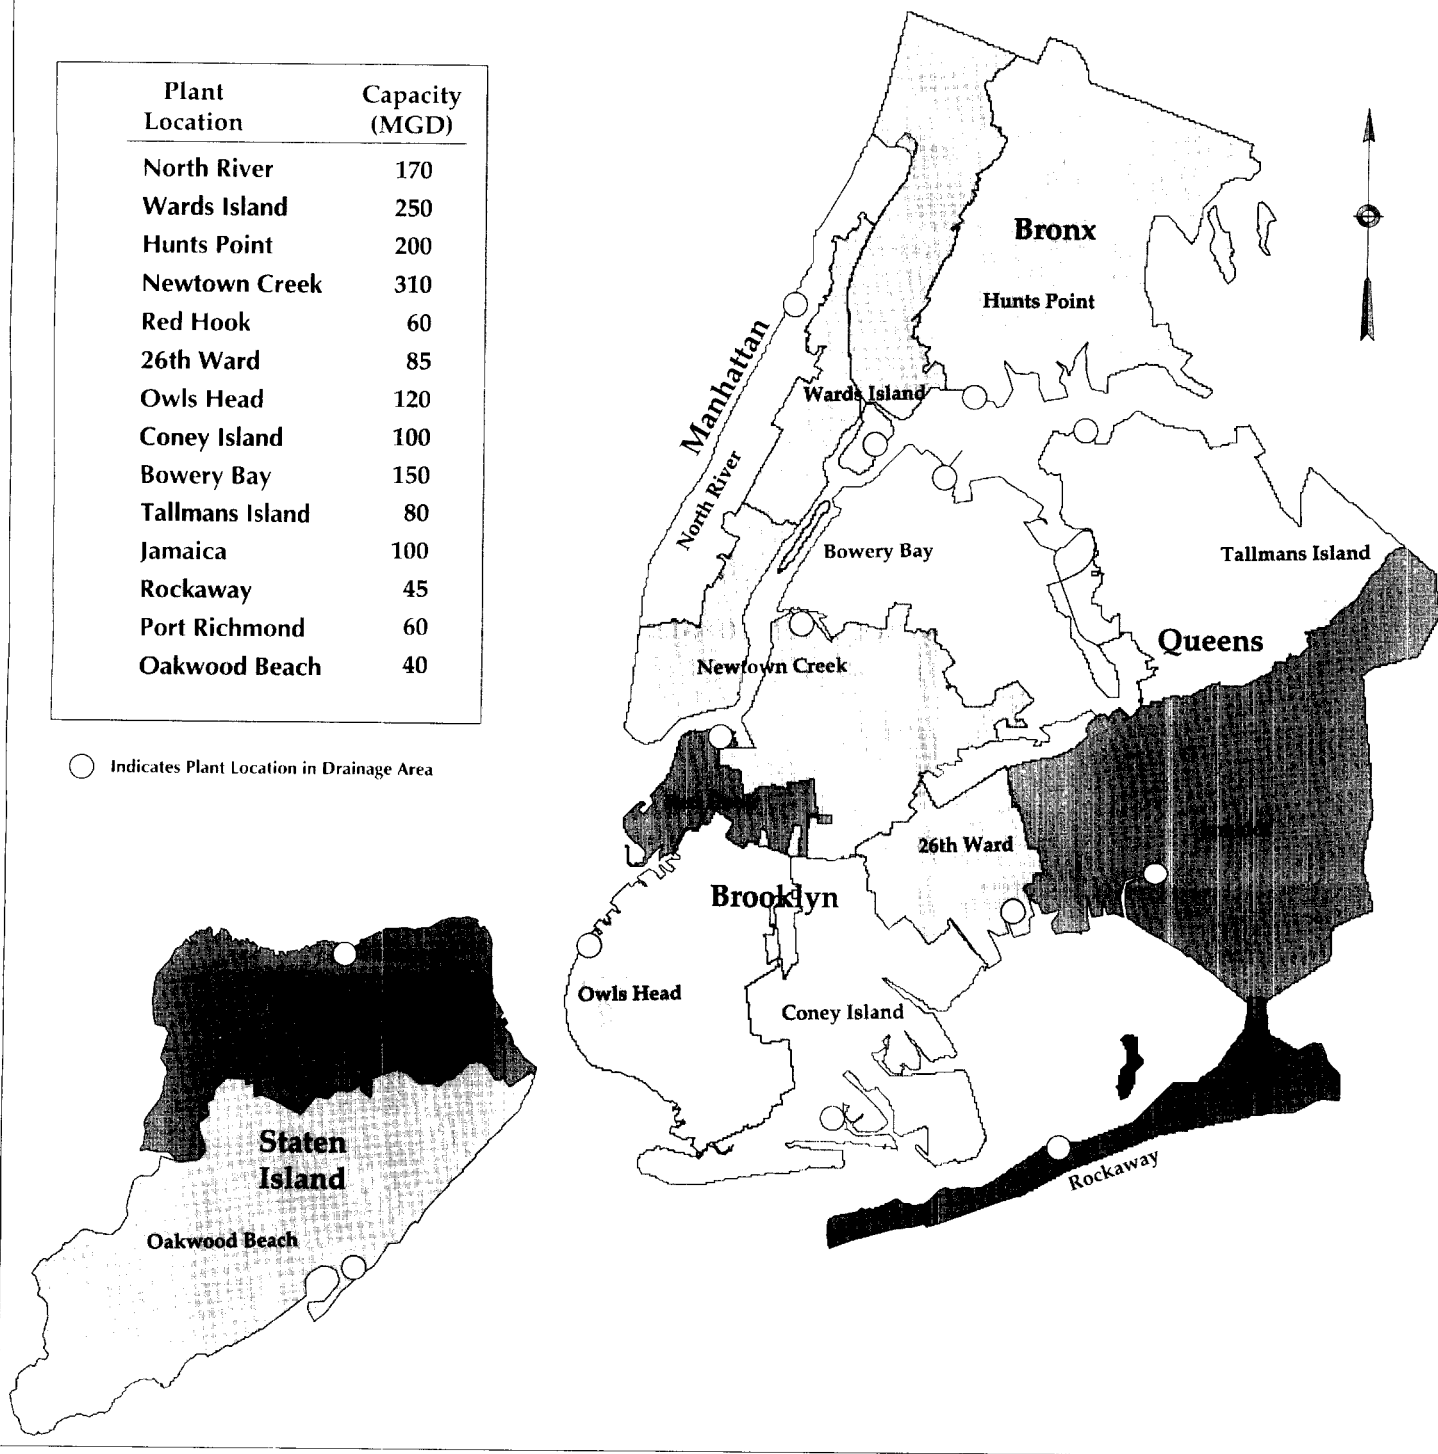 Plant Location
Capacity (MGD)
North River 170
Wards Island 250
Hunts Point 200
Newtown Creek 310
Red Hook 60
26th Ward 85
Owls Head 120
Coney Island 100
Bowery Bay 150
Tallmans Island 80
Jamaica 100
Rockaway 45
Port Richmond 60
Oakwood Beach 40
Indicates Plant Location in Drainage Area
Bronx
Hunts Point
Manhattan
Wards Island
North River
Bowery Bay
Tallmans Island
Queens
Newtown Creek
26th Ward
Brooklyn
Owls Head
Coney Island
Rockaway
Staten
Island
Oakwood Beach